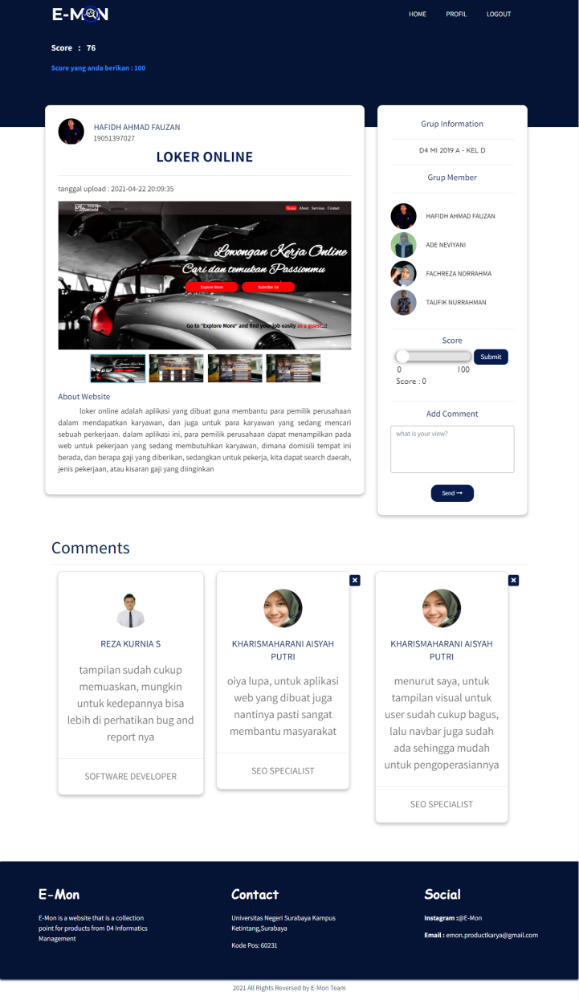 E-MON
HOME PROFIL LOGOUT
Score : 76
Score yang anda berikan : 100
HAFIDH AHMAD FAUZAN
19051397027
LOKER ONLINE
tanggal upload : 2021-04-22 20:09:35
Home About Services Contact
Lowongan Kerja Online
Cari dan temukan Passionmu
Explore More Subscribe Us
Go to "Explore More" and find your job easily as a guest...!
About Website
loker online adalah aplikasi yang dibuat guna membantu para pemilik perusahaan
dalam mendapatkan karyawan, dan juga untuk para karyawan yang sedang mencari
sebuah perkerjaan. dalam aplikasi ini, para pemilik perusahaan dapat menampilkan pada
web untuk pekerjaan yang sedang membutuhkan karyawan, dimana domisili tempat ini
berada, dan berapa gaji yang diberikan, sedangkan untuk pekerja, kita dapat search daerah,
jenis pekerjaan, atau kisaran gaji yang diinginkan
Grup Information
D4 MI 2019 A - KEL D
Grup Member
HAFIDH AHMAD FAUZAN
ADE NEVIYANI
FACHREZA NORRAHMA
TAUFIK NURRAHMAN
Score
Submit
0 100
Score : 0
Add Comment
what is your view?
Send →
Comments
REZA KURNIA S
tampilan sudah cukup
memuaskan, mungkin
untuk kedepannya bisa
lebih di perhatikan bug and
report nya
SOFTWARE DEVELOPER
KHARISMAHARANI AISYAH
PUTRI
oiya lupa, untuk aplikasi
web yang dibuat juga
nantinya pasti sangat
membantu masyarakat
SEO SPECIALIST
KHARISMAHARANI AISYAH
PUTRI
menurut saya, untuk
tampilan visual untuk
user sudah cukup bagus,
lalu navbar juga sudah
ada sehingga mudah
untuk pengoperasiannya
SEO SPECIALIST
E-Mon
E-Mon is a website that is a collection
point for products from D4 Informatics
Management
Contact
Universitas Negeri Surabaya Kampus
Ketintang,Surabaya
Kode Pos: 60231
Social
Instagram :@E-Mon
Email : emon.productkarya@gmail.com
2021 All Rights Reversed by E-Mon Team